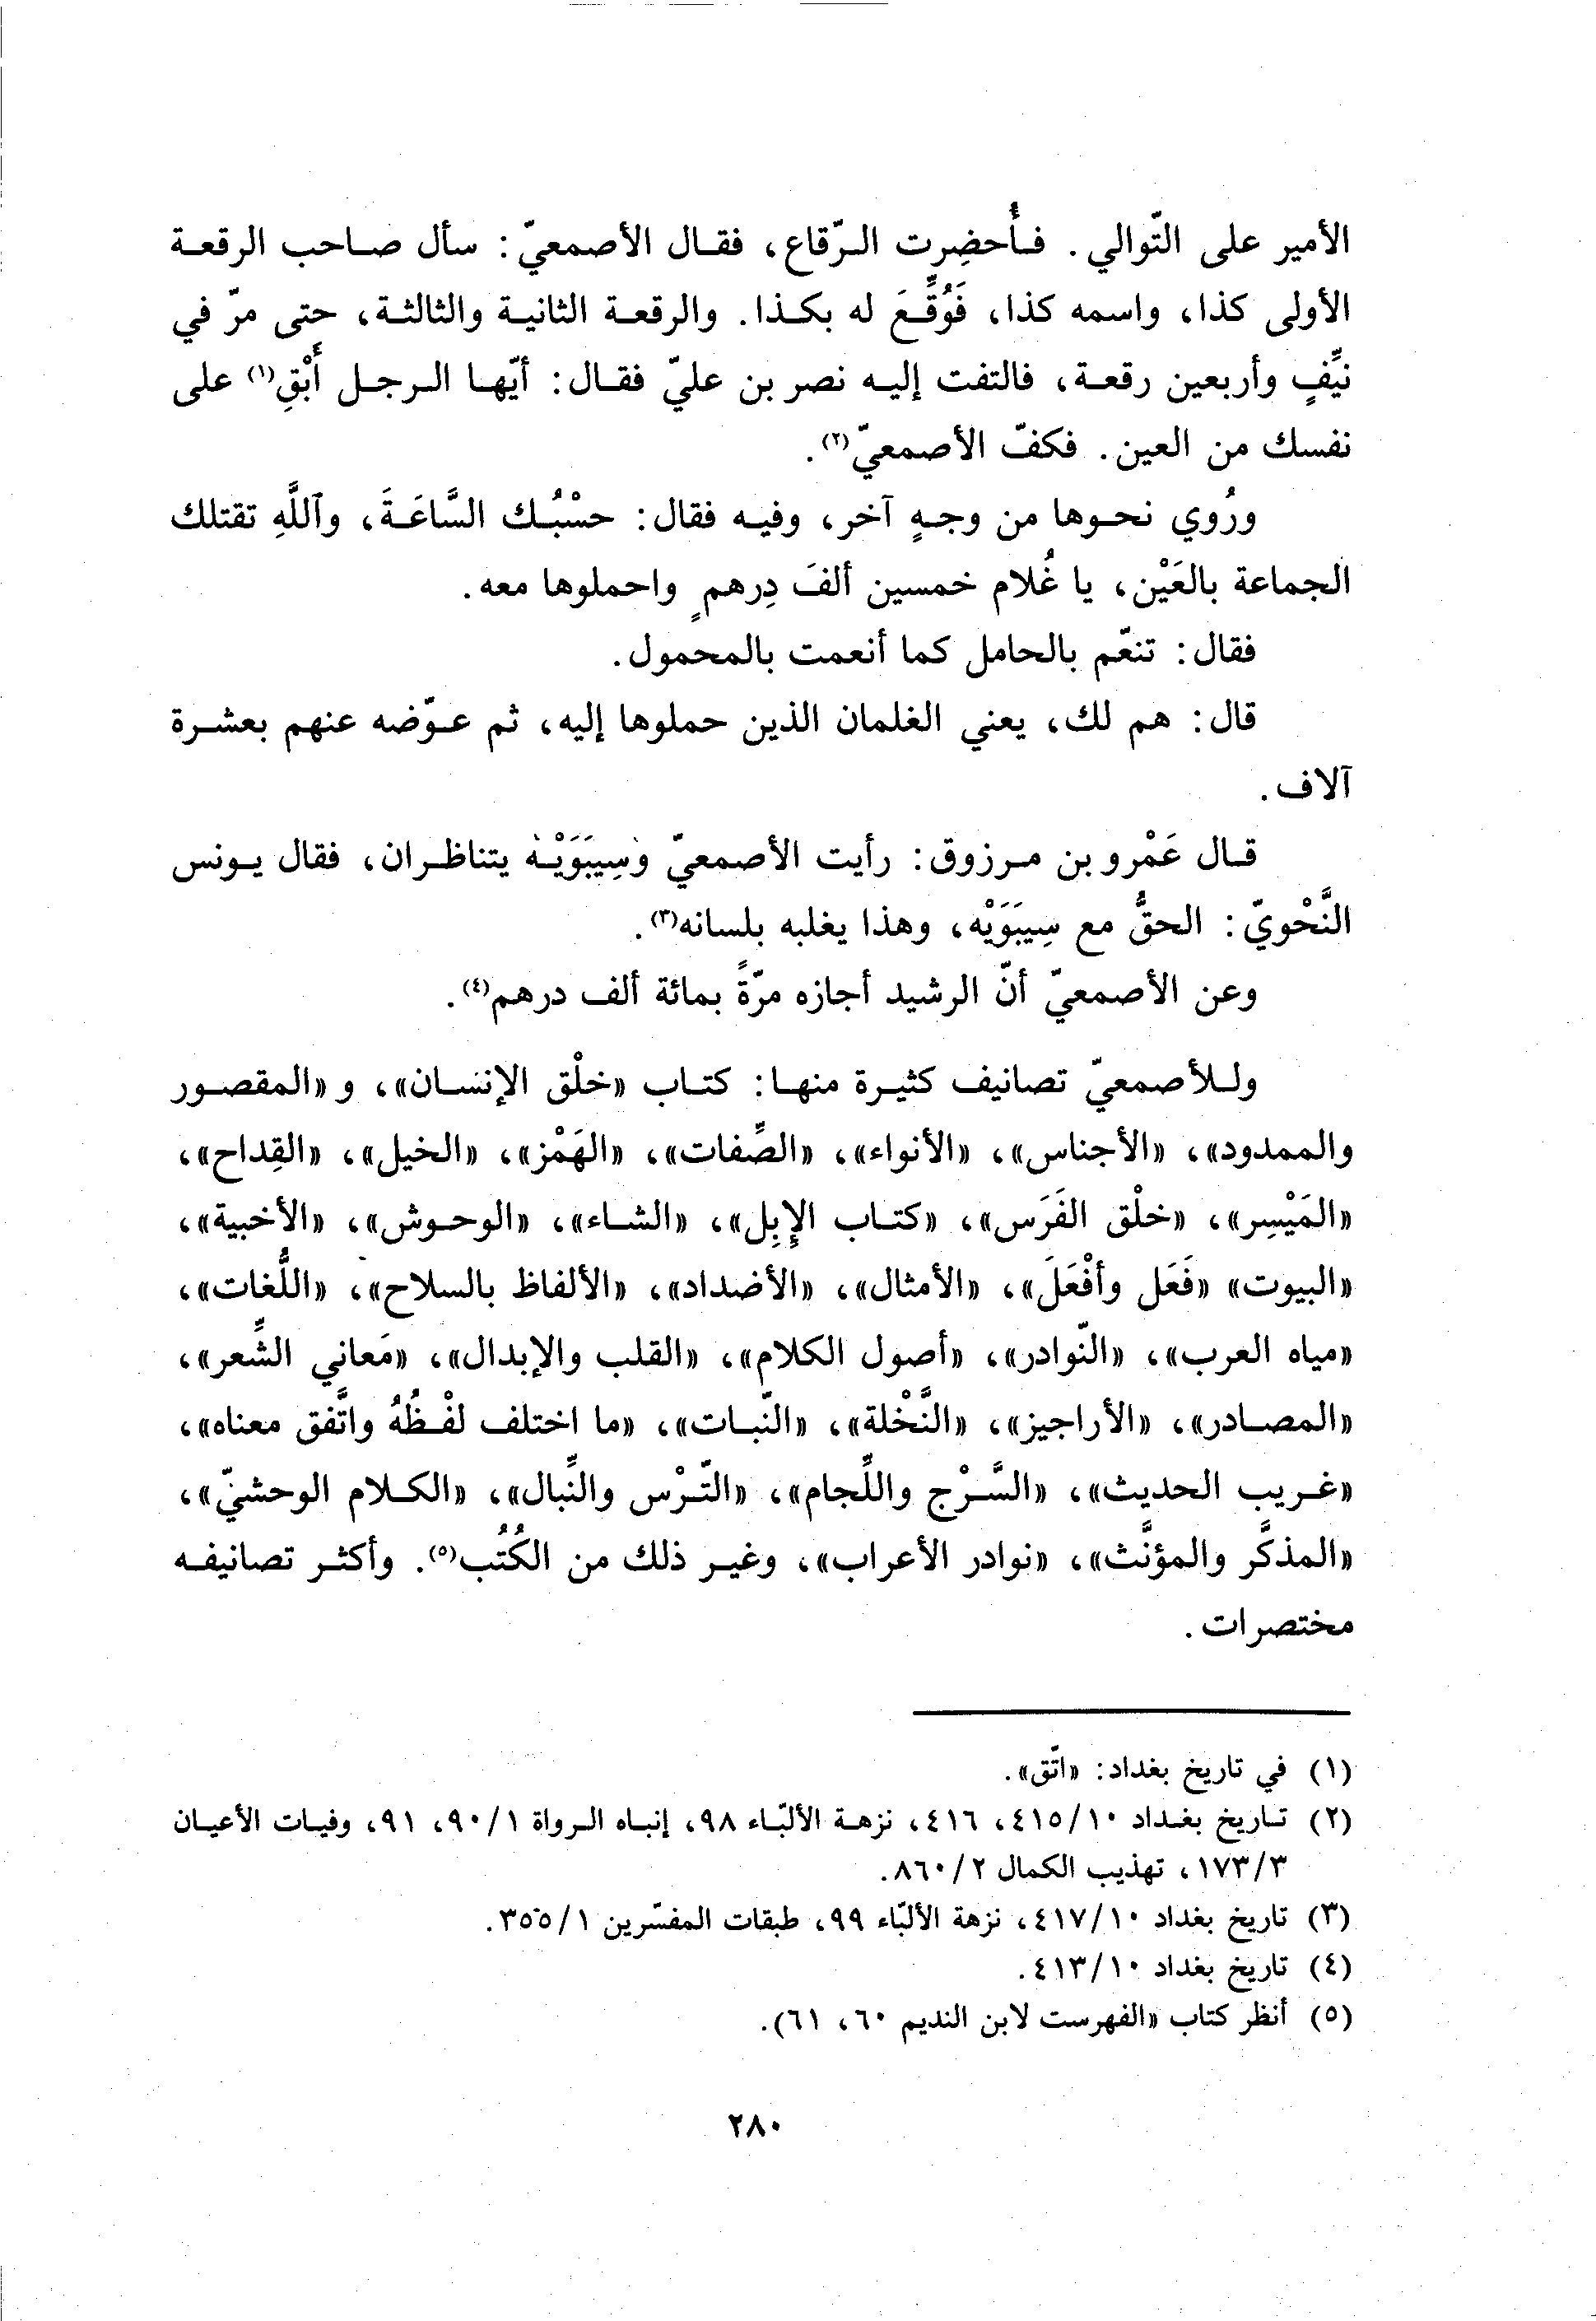 الأمير على التّوالي. فأُحضِرت الرّقاع، فقال الأصمعيّ: سأل صاحب الرقعة
الأولى كذا، واسمه كذا، فَوُقِّعَ له بكذا. والرقعة الثانية والثالثة، حتى مرّ في
نيِّفٍ وأربعين رقعة، فالتفت إليه نصر بن عليّ فقال: أيّها الرجل أَبْقِ(١) على
نفسك من العين. فكفّ الأصمعيّ(٢).
ورُوي نحوها من وجهٍ آخر، وفيه فقال: حسْبُك السَّاعَةَ، وٱللَّهِ تقتلك
الجماعة بالعَيْن، يا غُلام خمسين ألفَ دِرهمٍ واحملوها معه.
فقال: تنعّم بالحامل كما أنعمت بالمحمول.
قال: هم لك، يعني الغلمان الذين حملوها إليه، ثم عوّضه عنهم بعشرة
آلاف.
قال عَمْرو بن مرزوق: رأيت الأصمعيّ وسِيبَوَيْه يتناظران، فقال يونس
النَّحْويّ: الحقُّ مع سِيبَوَيْه، وهذا يغلبه بلسانه(٣).
وعن الأصمعيّ أنّ الرشيد أجازه مرّةً بمائة ألف درهم(٤).
وللأصمعيّ تصانيف كثيرة منها: كتاب «خلْق الإنسان»، و «المقصور
والممدود»، «الأجناس»، «الأنواء»، «الصِّفات»، «الهَمْز»، «الخيل»، «القِداح»،
«المَيْسِر»، «خلْق الفَرَس»، «كتاب الإِبِل»، «الشاء»، «الوحوش»، «الأخبية»،
«البيوت» «فَعَل وأفْعَلَ»، «الأمثال»، «الأضداد»، «الألفاظ بالسلاح»، «اللُّغات»،
«مياه العرب»، «النّوادر»، «أصول الكلام»، «القلب والإبدال»، «مَعاني الشِّعر»،
«المصادر»، «الأراجيز»، «النَّخْلة»، «النّبات»، «ما اختلف لفْظُهُ واتَّفق معناه»،
«غريب الحديث»، «السَّرْج واللِّجام»، «التّرْس والنِّبال»، «الكلام الوحشيّ»،
«المذكَّر والمؤنَّث»، «نوادر الأعراب»، وغير ذلك من الكُتُب(٥). وأكثر تصانيفه
مختصرات.
(١) في تاريخ بغداد: «اتّق».
(٢) تاريخ بغداد ٤١٥/١٠، ٤١٦، نزهة الألبّاء ٩٨، إنباه الرواة ٩٠/١، ٩١، وفيات الأعيان
١٧٣/٣، تهذيب الكمال ٨٦٠/٢.
(٣) تاريخ بغداد ٤١٧/١٠، نزهة الألبّاء ٩٩، طبقات المفسّرين ٣٥٥/١.
(٤) تاريخ بغداد ٤١٣/١٠.
(٥) أنظر كتاب «الفهرست لابن النديم ٦٠، ٦١).
٢٨٠